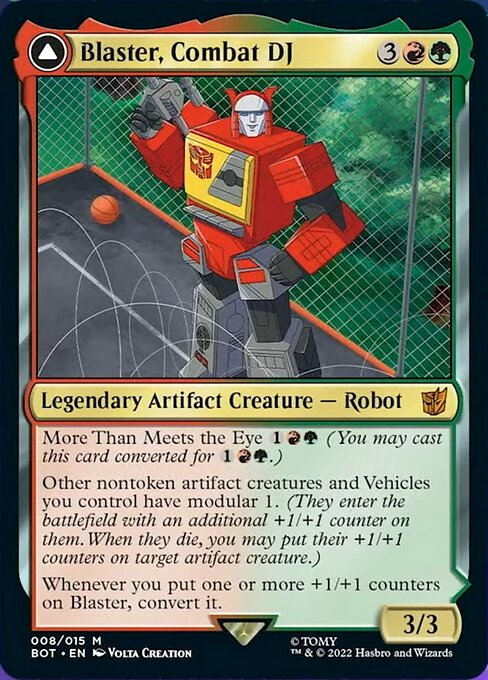 Blaster, Combat DJ 3
Legendary Artifact Creature — Robot
More Than Meets the Eye 1 (You may cast
this card converted for 1 .)
Other nontoken artifact creatures and Vehicles
you control have modular 1. (They enter the
battlefield with an additional +1/+1 counter on
them. When they die, you may put their +1/+1
counters on target artifact creature.)
Whenever you put one or more +1/+1 counters
on Blaster, convert it.
3/3
008/015 M
BOT • EN Volta Creation
© TOMY
™ & © 2022 Hasbro and Wizards